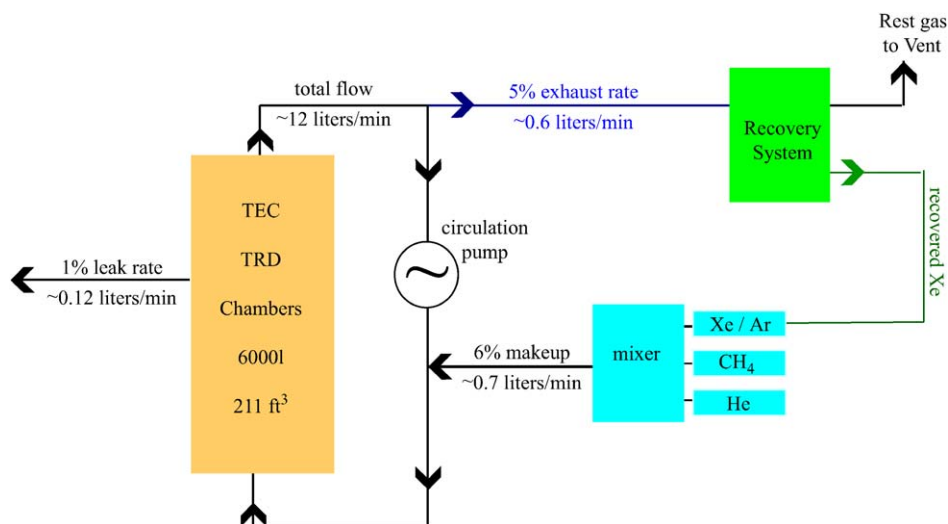 Rest gas
to Vent
total flow
~12 liters/min
5% exhaust rate
~0.6 liters/min
Recovery
System
TEC
TRD
Chambers
6000l
211 ft³
1% leak rate
~0.12 liters/min
circulation
pump
~
recovered Xe
6% makeup
~0.7 liters/min
mixer
Xe / Ar
CH₄
He